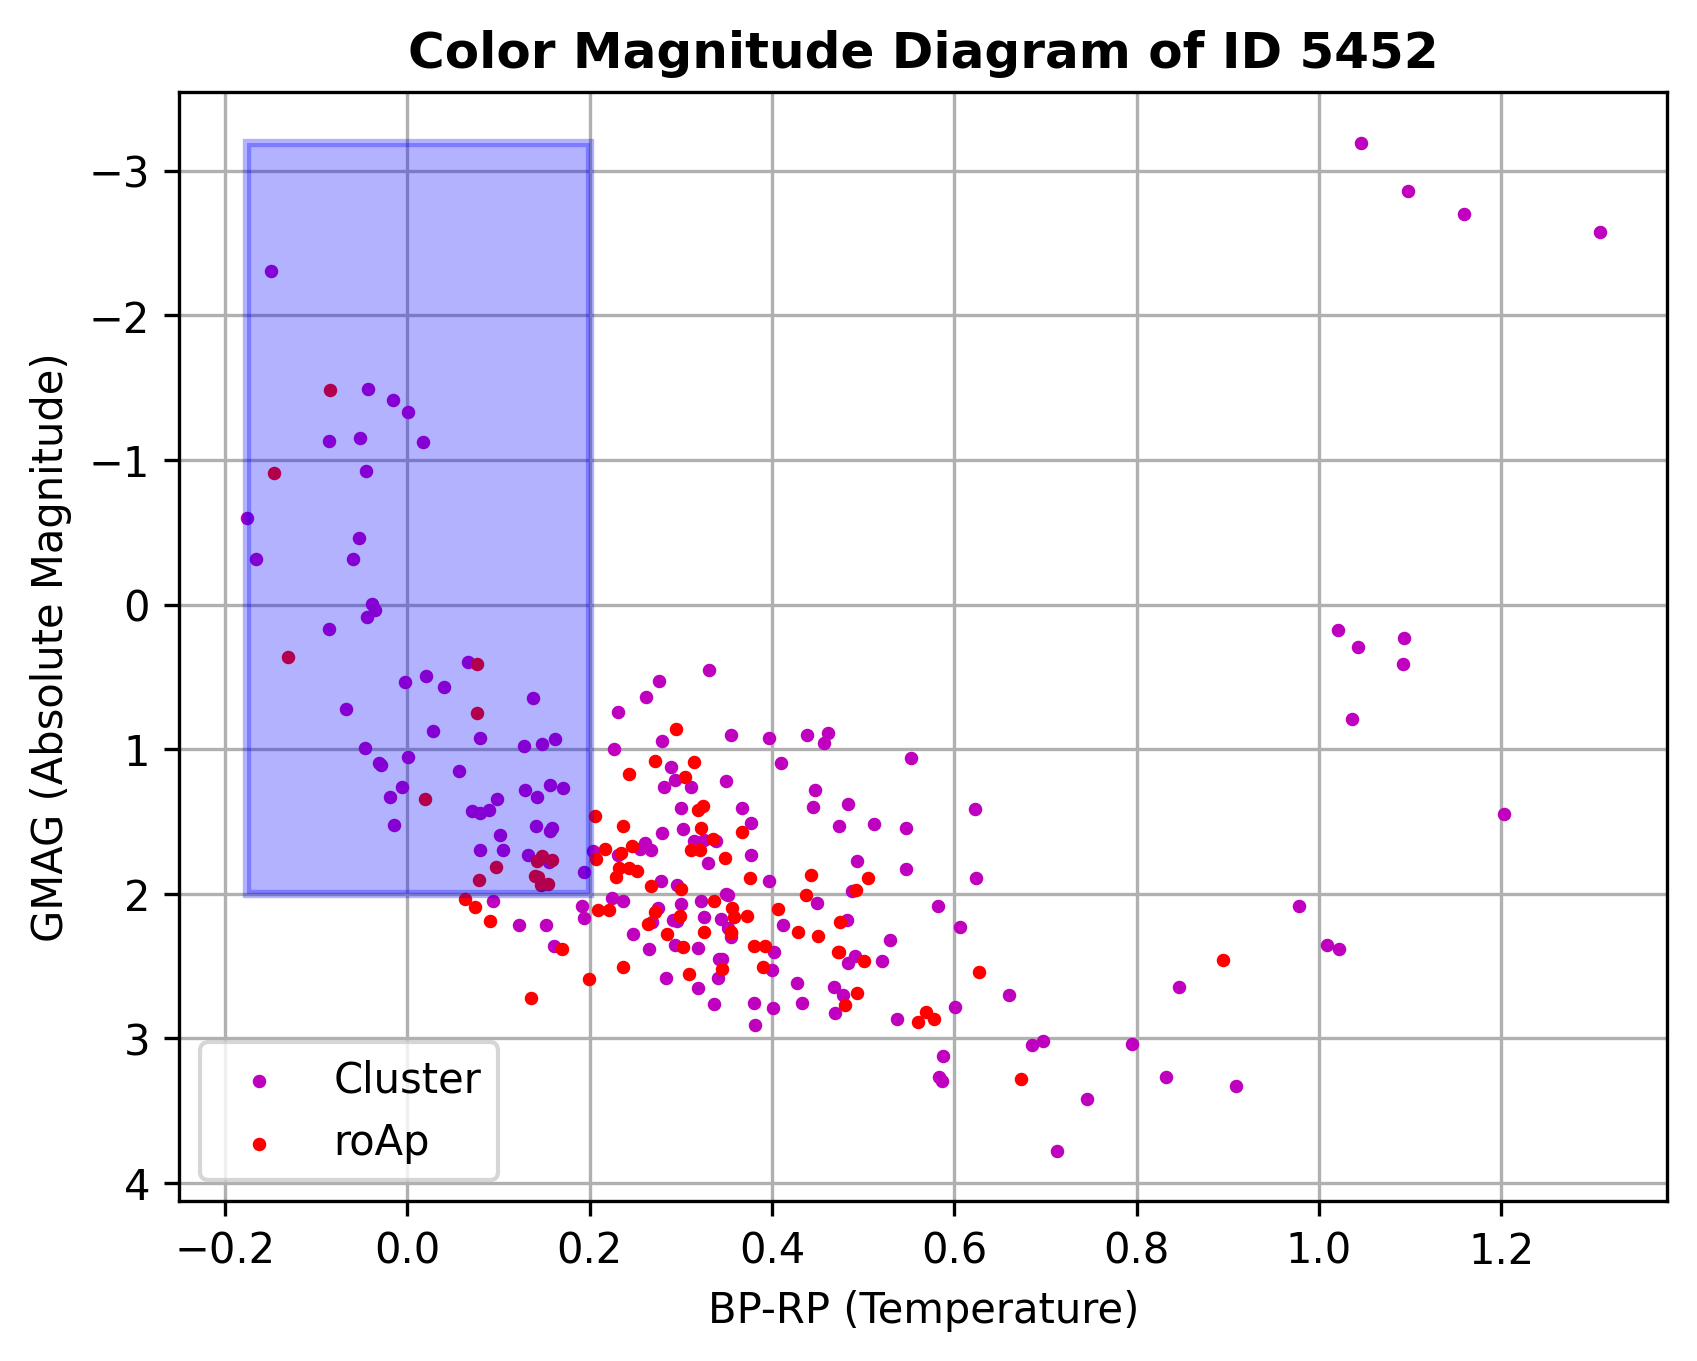 Color Magnitude Diagram of ID 5452
GMAG (Absolute Magnitude)
−3
−2
−1
0
1
2
3
4
Cluster
roAp
−0.2 0.0 0.2 0.4 0.6 0.8 1.0 1.2
BP-RP (Temperature)